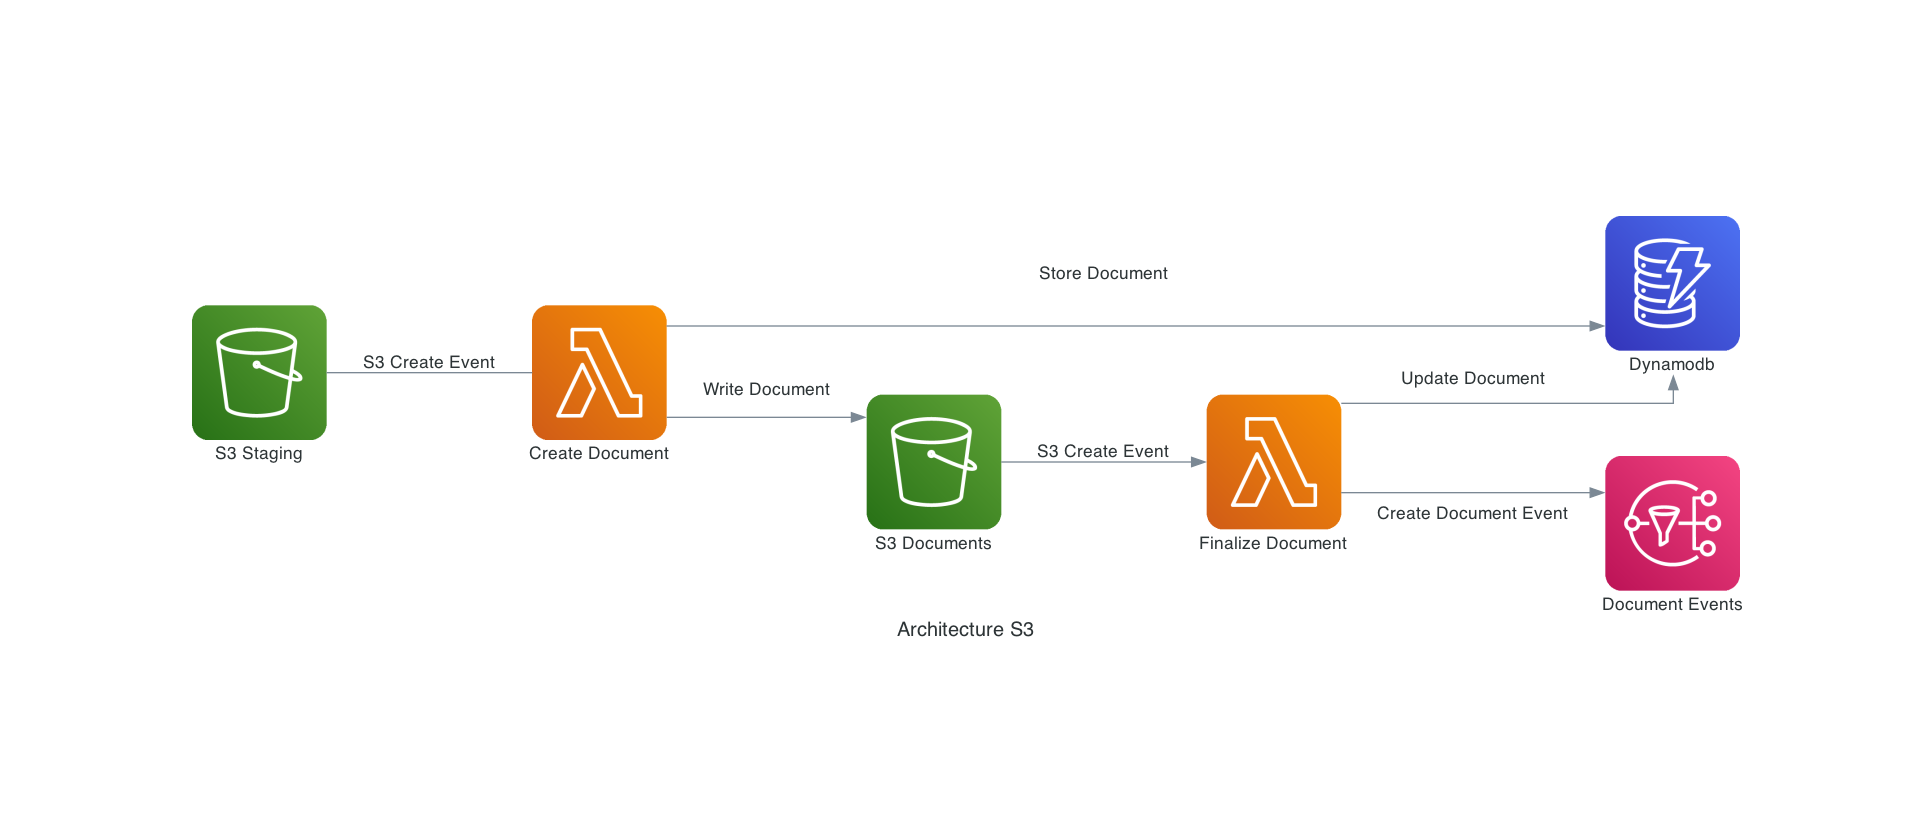 Store Document
Dynamodb
S3 Create Event
Update Document
Write Document
S3 Staging
Create Document
S3 Create Event
Create Document Event
S3 Documents
Finalize Document
Document Events
Architecture S3